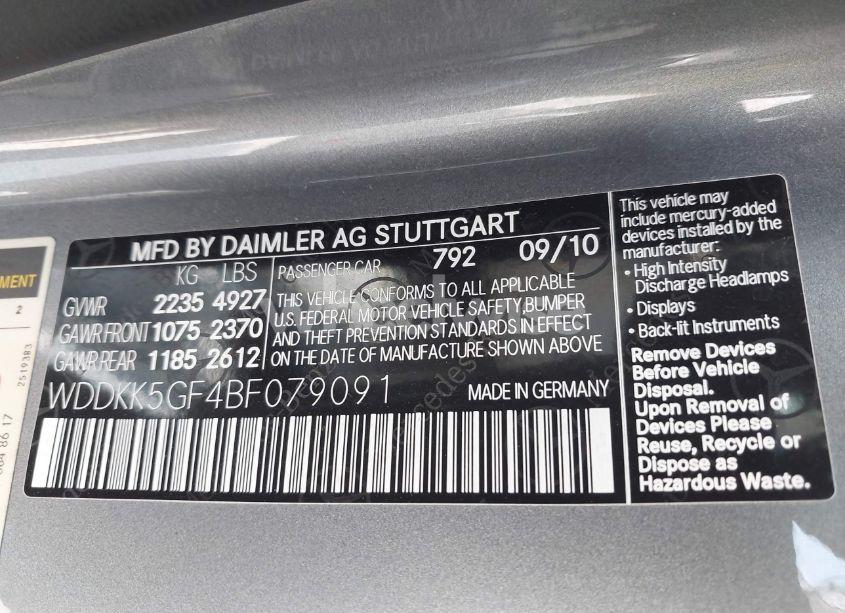 MFD BY DAIMLER AG STUTTGART
KG LBS
GVWR 2235 4927
GAWR FRONT 1075 2370
GAWR REAR 1185 2612
PASSENGER CAR 792 09/10
THIS VEHICLE CONFORMS TO ALL APPLICABLE
U.S. FEDERAL MOTOR VEHICLE SAFETY, BUMPER
AND THEFT PREVENTION STANDARDS IN EFFECT
ON THE DATE OF MANUFACTURE SHOWN ABOVE
WDDKK5GF4BF079091
MADE IN GERMANY
This vehicle may
include mercury-added
devices installed by the
manufacturer:
• High Intensity
Discharge Headlamps
• Displays
• Back-lit Instruments
Remove Devices
Before Vehicle
Disposal.
Upon Removal of
Devices Please
Reuse, Recycle or
Dispose as
Hazardous Waste.
2
2519383